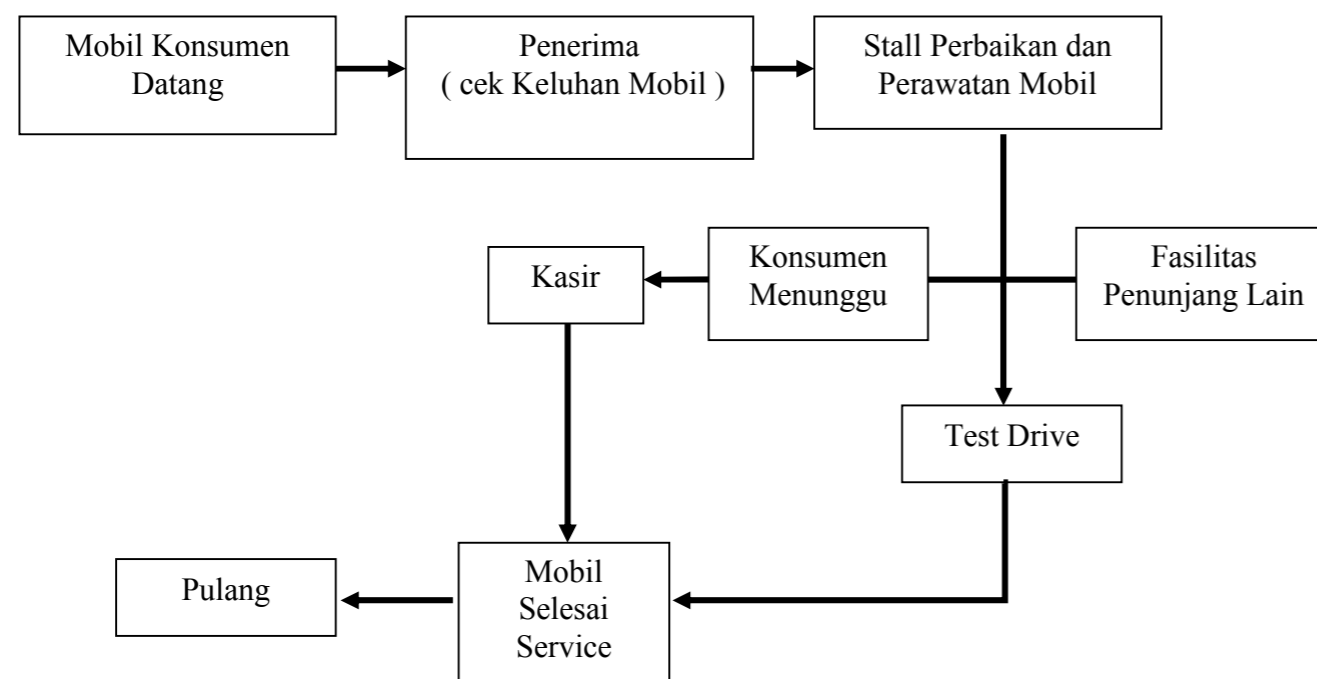 Mobil Konsumen
Datang
Penerima
( cek Keluhan Mobil )
Stall Perbaikan dan
Perawatan Mobil
Kasir
Konsumen
Menunggu
Fasilitas
Penunjang Lain
Test Drive
Pulang
Mobil
Selesai
Service